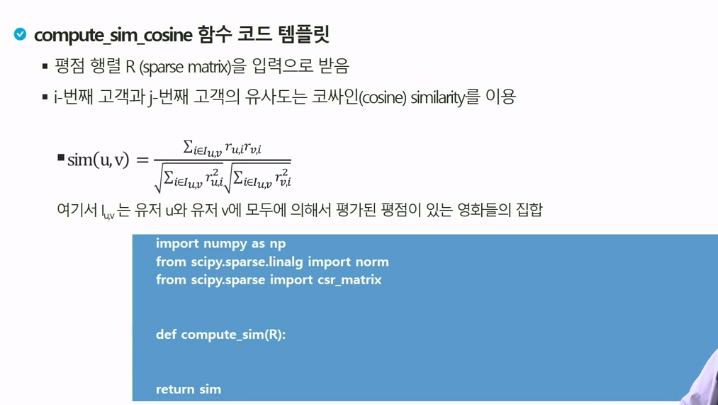 compute_sim_cosine 함수 코드 템플릿
▪ 평점 행렬 R (sparse matrix)을 입력으로 받음
▪ i-번째 고객과 j-번째 고객의 유사도는 코싸인(cosine) similarity를 이용
▪ sim(u, v) = \frac{\sum_{i∈I_{u,v}} r_{u,i} r_{v,i}}{\sqrt{\sum_{i∈I_{u,v}} r_{u,i}^2} \sqrt{\sum_{i∈I_{u,v}} r_{v,i}^2}}
여기서 I_{u,v} 는 유저 u와 유저 v에 모두에 의해서 평가된 평점이 있는 영화들의 집합
import numpy as np
from scipy.sparse.linalg import norm
from scipy.sparse import csr_matrix
def compute_sim(R):
return sim